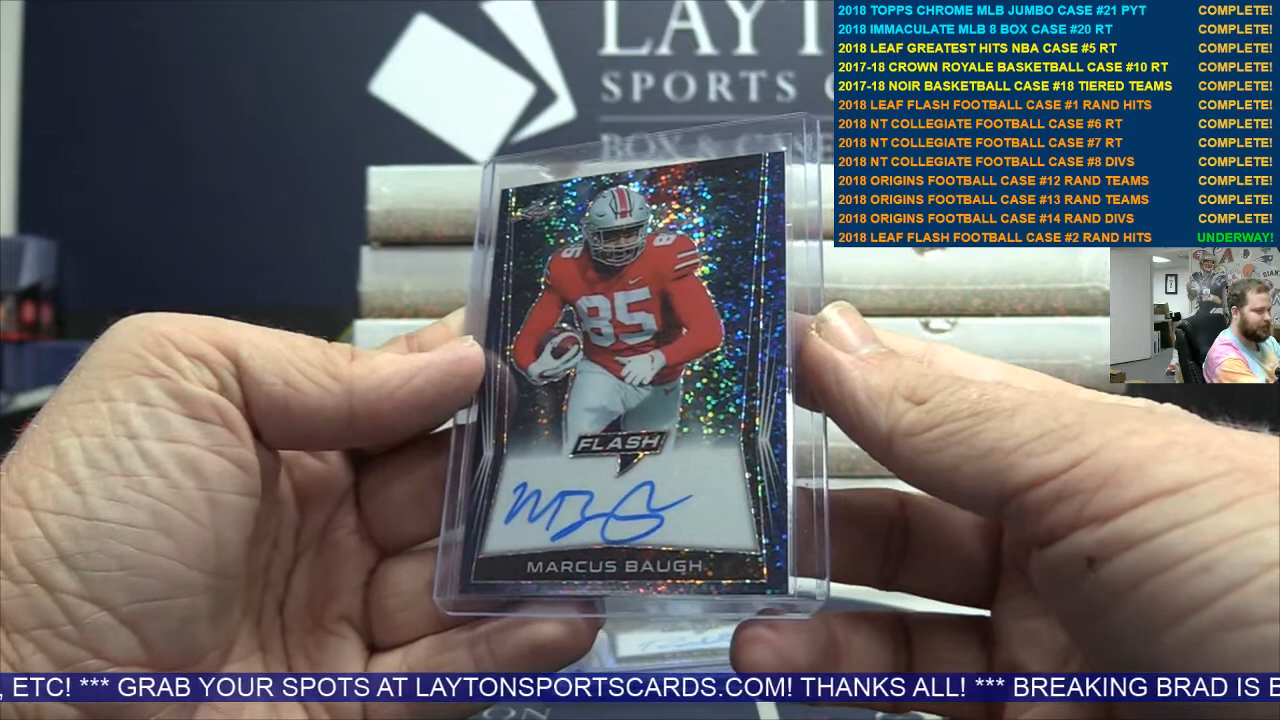 LAYT
SPORTS C
BOX & CASE
2018 TOPPS CHROME MLB JUMBO CASE #21 PYT COMPLETE!
2018 IMMACULATE MLB 8 BOX CASE #20 RT COMPLETE!
2018 LEAF GREATEST HITS NBA CASE #5 RT COMPLETE!
2017-18 CROWN ROYALE BASKETBALL CASE #10 RT COMPLETE!
2017-18 NOIR BASKETBALL CASE #18 TIERED TEAMS COMPLETE!
2018 LEAF FLASH FOOTBALL CASE #1 RAND HITS COMPLETE!
2018 NT COLLEGIATE FOOTBALL CASE #6 RT COMPLETE!
2018 NT COLLEGIATE FOOTBALL CASE #7 RT COMPLETE!
2018 NT COLLEGIATE FOOTBALL CASE #8 DIVS COMPLETE!
2018 ORIGINS FOOTBALL CASE #12 RAND TEAMS COMPLETE!
2018 ORIGINS FOOTBALL CASE #13 RAND TEAMS COMPLETE!
2018 ORIGINS FOOTBALL CASE #14 RAND DIVS COMPLETE!
2018 LEAF FLASH FOOTBALL CASE #2 RAND HITS UNDERWAY!
85
85
FLASH
MARCUS BAUGH
, ETC! *** GRAB YOUR SPOTS AT LAYTONSPORTSCARDS.COM! THANKS ALL! *** BREAKING BRAD IS E